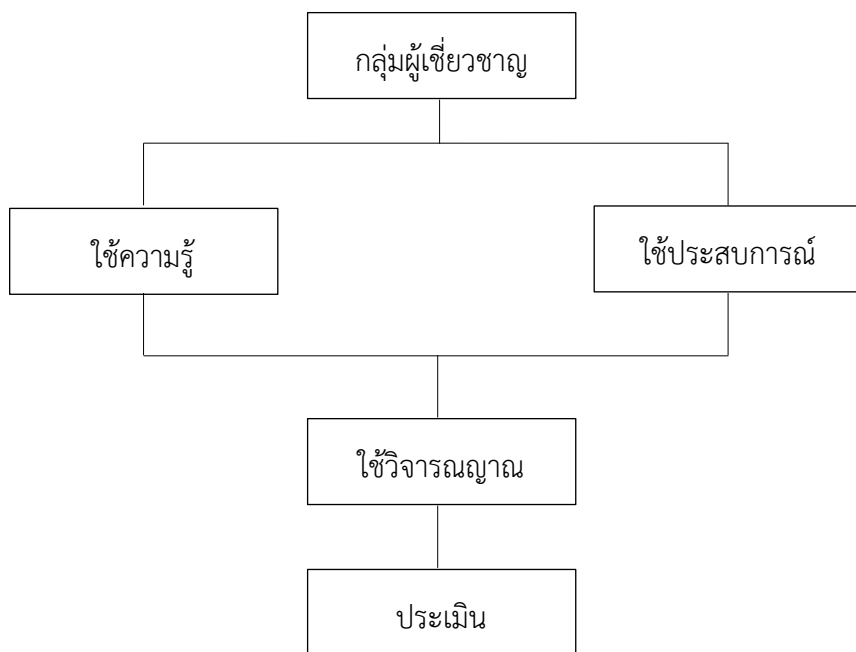 กลุ่มผู้เชี่ยวชาญ
ใช้ความรู้
ใช้ประสบการณ์
ใช้วิจารณญาณ
ประเมิน